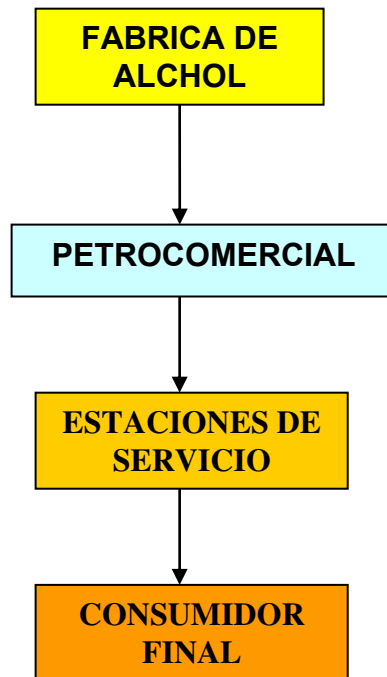 FABRICA DE
ALCHOL
PETROCOMERCIAL
ESTACIONES DE
SERVICIO
CONSUMIDOR
FINAL